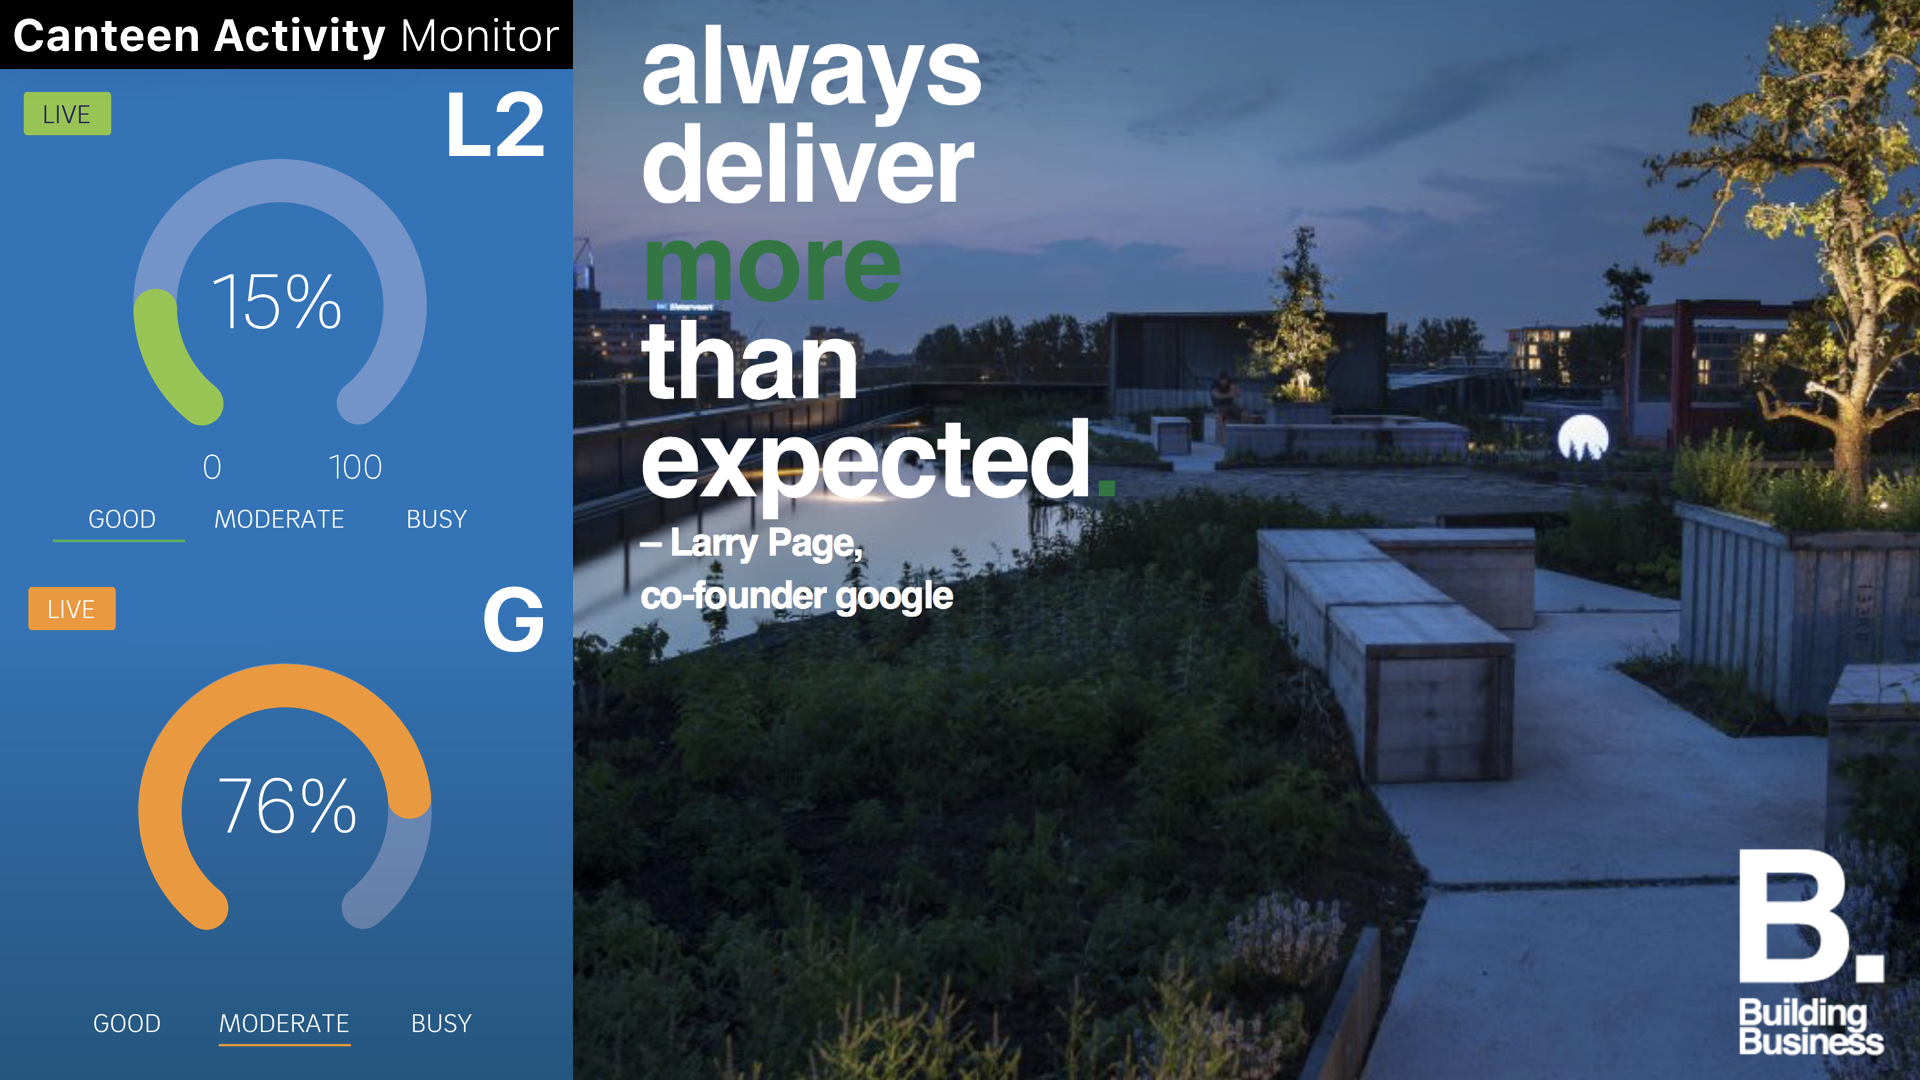 Canteen Activity Monitor
LIVE
L2
15%
0 100
GOOD MODERATE BUSY
LIVE
G
76%
GOOD MODERATE BUSY
always
deliver
more
than
expected.
– Larry Page,
co-founder google
B.
Building
Business